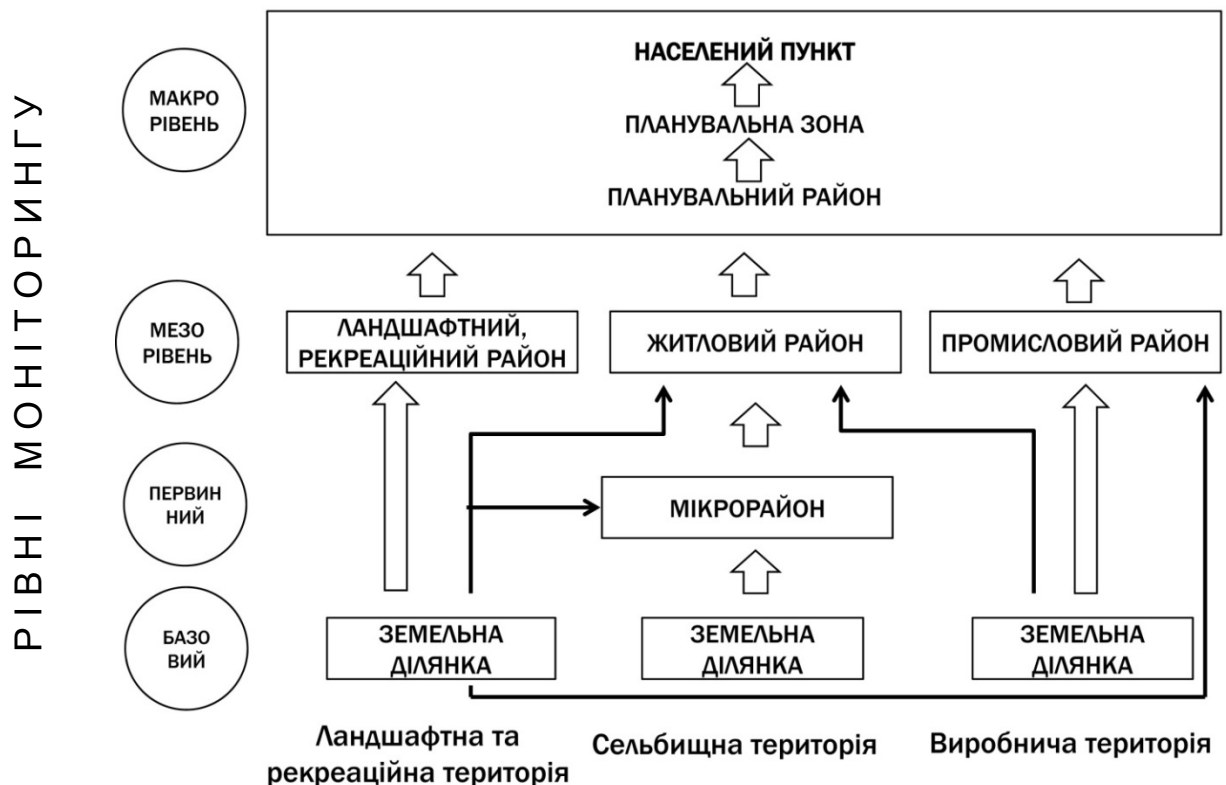 РІВНІ МОНІТОРИНГУ
МАКРО
РІВЕНЬ
НАСЕЛЕНИЙ ПУНКТ
ПЛАНУВАЛЬНА ЗОНА
ПЛАНУВАЛЬНИЙ РАЙОН
МЕЗО
РІВЕНЬ
ЛАНДШАФТНИЙ,
РЕКРЕАЦІЙНИЙ РАЙОН
ЖИТЛОВИЙ РАЙОН
ПРОМИСЛОВИЙ РАЙОН
ПЕРВИН
НИЙ
МІКРОРАЙОН
БАЗО
ВИЙ
ЗЕМЕЛЬНА
ДІЛЯНКА
ЗЕМЕЛЬНА
ДІЛЯНКА
ЗЕМЕЛЬНА
ДІЛЯНКА
Ландшафтна та
рекреаційна територія
Сельбищна територія
Виробнича територія